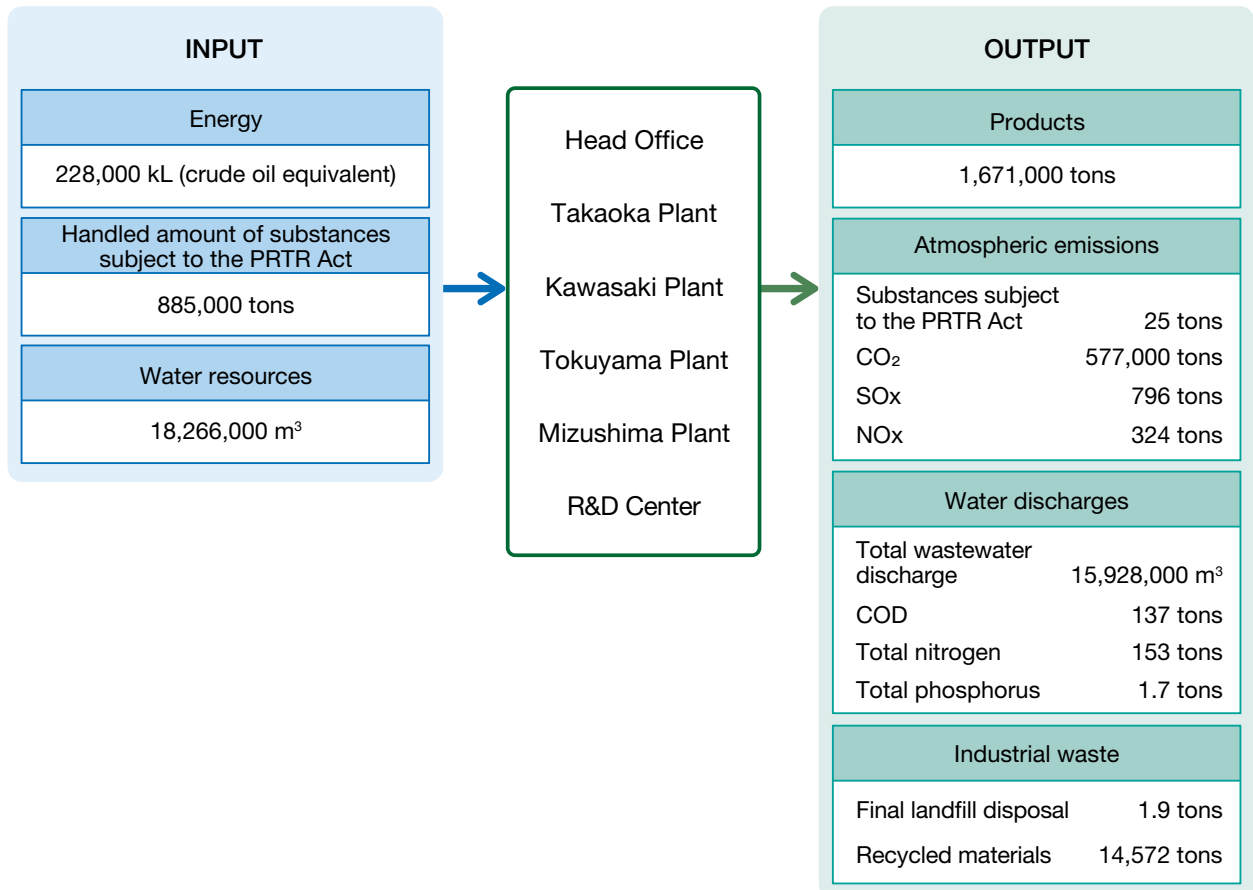 INPUT
Energy
228,000 kL (crude oil equivalent)
Handled amount of substances
subject to the PRTR Act
885,000 tons
Water resources
18,266,000 m³
Head Office
Takaoka Plant
Kawasaki Plant
Tokuyama Plant
Mizushima Plant
R&D Center
OUTPUT
Products
1,671,000 tons
Atmospheric emissions
Substances subject
to the PRTR Act 25 tons
CO₂ 577,000 tons
SOx 796 tons
NOx 324 tons
Water discharges
Total wastewater
discharge 15,928,000 m³
COD 137 tons
Total nitrogen 153 tons
Total phosphorus 1.7 tons
Industrial waste
Final landfill disposal 1.9 tons
Recycled materials 14,572 tons